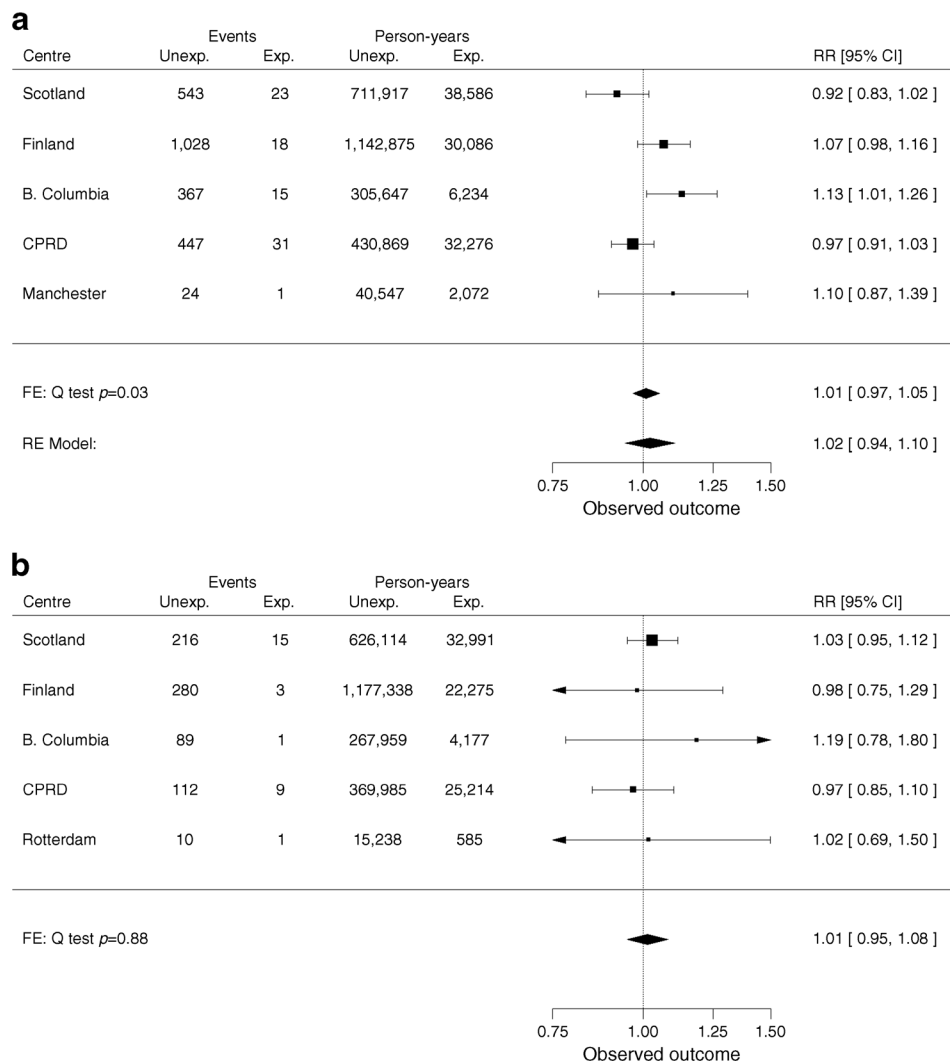 a
Events Person-years
Centre Unexp. Exp. Unexp. Exp. RR [95% CI]
Scotland 543 23 711,917 38,586 0.92 [ 0.83, 1.02 ]
Finland 1,028 18 1,142,875 30,086 1.07 [ 0.98, 1.16 ]
B. Columbia 367 15 305,647 6,234 1.13 [ 1.01, 1.26 ]
CPRD 447 31 430,869 32,276 0.97 [ 0.91, 1.03 ]
Manchester 24 1 40,547 2,072 1.10 [ 0.87, 1.39 ]
FE: Q test p=0.03 1.01 [ 0.97, 1.05 ]
RE Model: 1.02 [ 0.94, 1.10 ]
0.75 1.00 1.25 1.50
Observed outcome
b
Events Person-years
Centre Unexp. Exp. Unexp. Exp. RR [95% CI]
Scotland 216 15 626,114 32,991 1.03 [ 0.95, 1.12 ]
Finland 280 3 1,177,338 22,275 0.98 [ 0.75, 1.29 ]
B. Columbia 89 1 267,959 4,177 1.19 [ 0.78, 1.80 ]
CPRD 112 9 369,985 25,214 0.97 [ 0.85, 1.10 ]
Rotterdam 10 1 15,238 585 1.02 [ 0.69, 1.50 ]
FE: Q test p=0.88 1.01 [ 0.95, 1.08 ]
0.75 1.00 1.25 1.50
Observed outcome